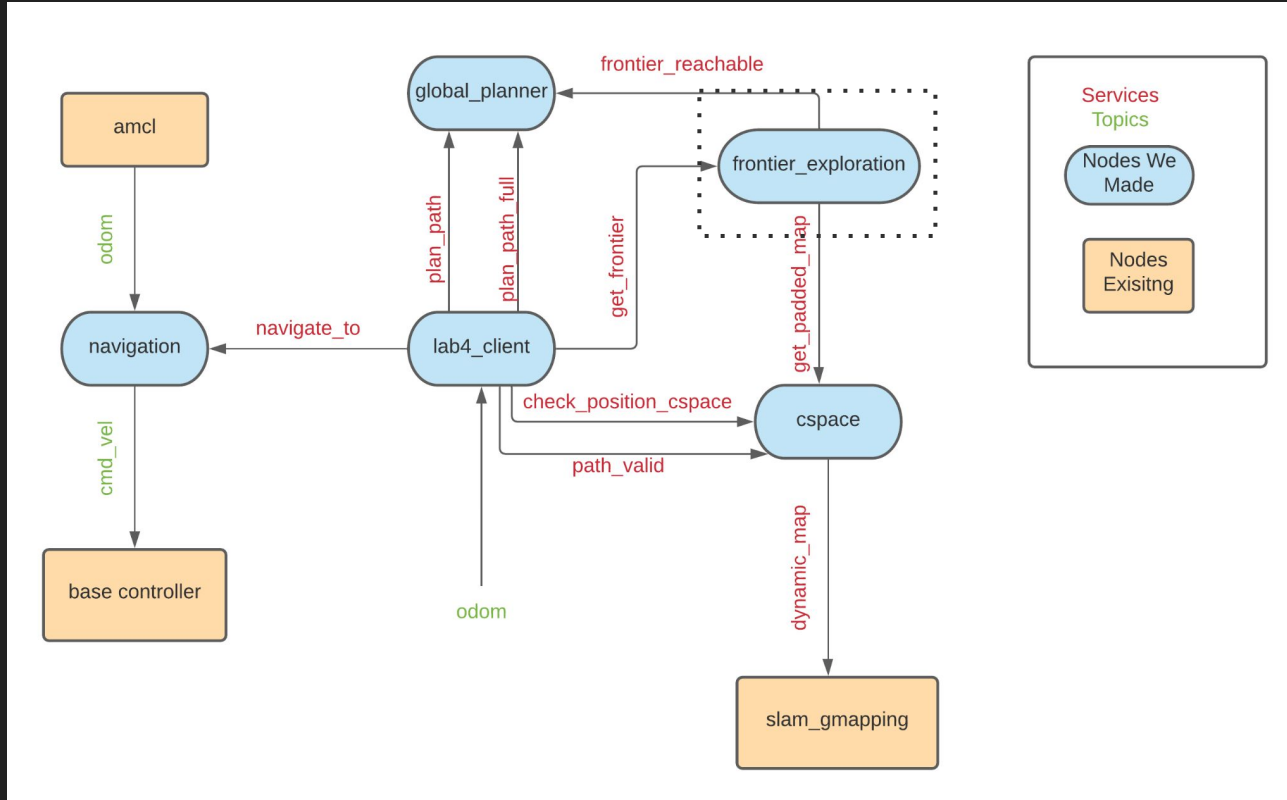 frontier_reachable
global_planner
amcl
frontier_exploration
plan_path
plan_path_full
odom
get_frontier
get_padded_map
navigate_to
navigation
lab4_client
check_position_cspace
cspace
path_valid
cmd_vel
dynamic_map
base controller
odom
slam_gmapping
Services
Topics
Nodes We
Made
Nodes
Exisitng